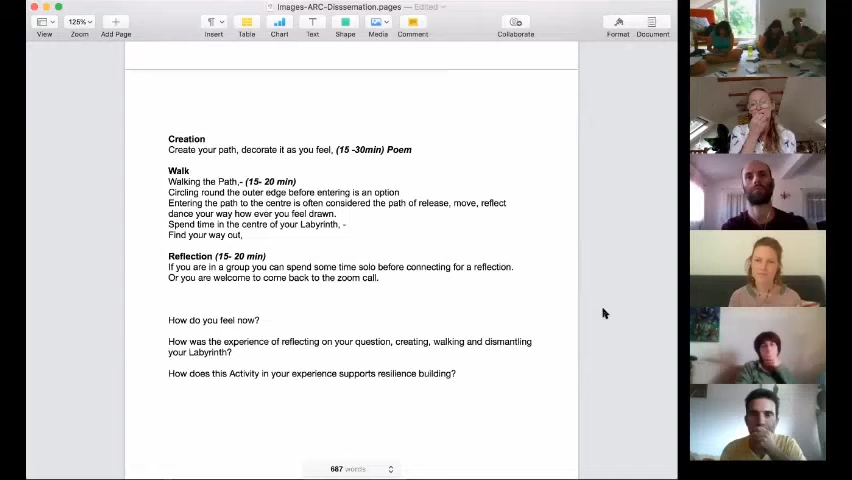 Images-ARC-Disssemation.pages — Edited
125%
View
Zoom
Add Page
Insert
Table
Chart
Text
Shape
Media
Comment
Collaborate
Format
Document
Creation
Create your path, decorate it as you feel, (15 -30min) Poem
Walk
Walking the Path,- (15- 20 min)
Circling round the outer edge before entering is an option
Entering the path to the centre is often considered the path of release, move, reflect
dance your way how ever you feel drawn.
Spend time in the centre of your Labyrinth, -
Find your way out,
Reflection (15- 20 min)
If you are in a group you can spend some time solo before connecting for a reflection.
Or you are welcome to come back to the zoom call.
How do you feel now?
How was the experience of reflecting on your question, creating, walking and dismantling
your Labyrinth?
How does this Activity in your experience supports resilience building?
687 words